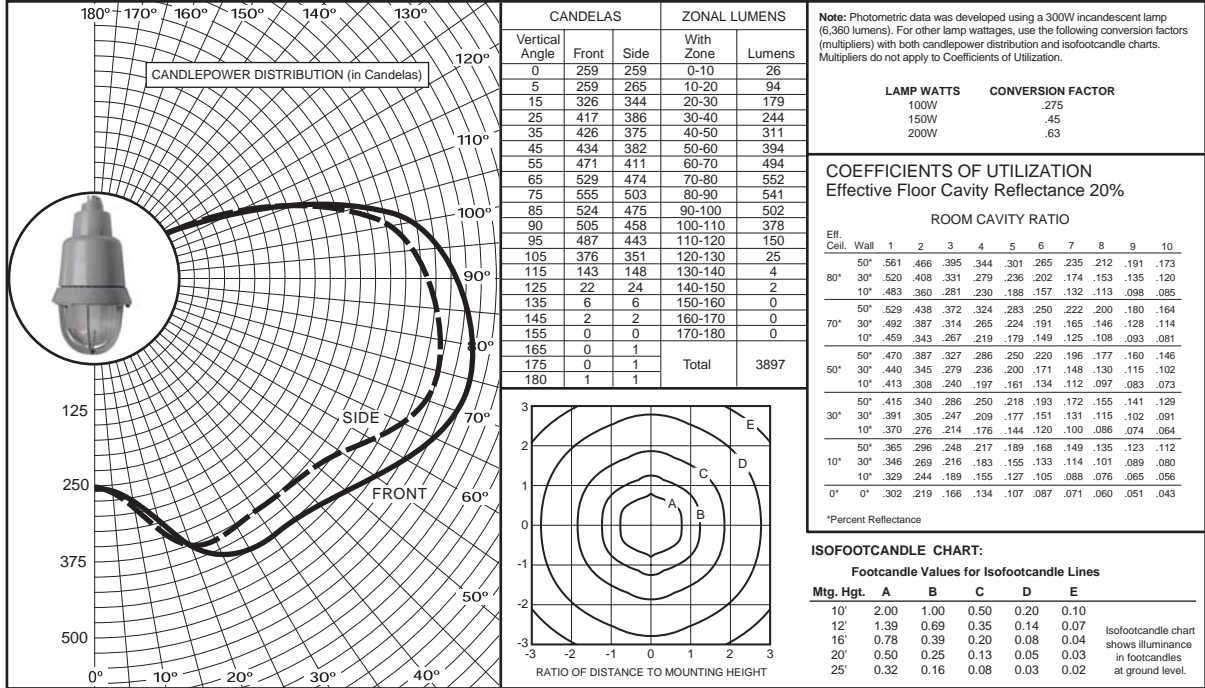 180° 170° 160° 150° 140° 130°
120°
CANDLEPOWER DISTRIBUTION (in Candelas)
110°
100°
90°
80°
125
SIDE
70°
250
FRONT
60°
375
50°
500
0° 10° 20° 30° 40°
CANDELAS ZONAL LUMENS
Vertical Angle Front Side With Zone Lumens
0 259 259 0-10 26
5 259 265 10-20 94
15 326 344 20-30 179
25 417 386 30-40 244
35 426 375 40-50 311
45 434 382 50-60 394
55 471 411 60-70 494
65 529 474 70-80 552
75 555 503 80-90 541
85 524 475 90-100 502
90 505 458 100-110 378
95 487 443 110-120 150
105 376 351 120-130 25
115 143 148 130-140 4
125 22 24 140-150 2
135 6 6 150-160 0
145 2 2 160-170 0
155 0 0 170-180 0
165 0 1
175 0 1 Total 3897
180 1 1
3
E
2
D
C
1
A
B
0
-1
-2
-3
-3 -2 -1 0 1 2 3
RATIO OF DISTANCE TO MOUNTING HEIGHT
Note: Photometric data was developed using a 300W incandescent lamp
(6,360 lumens). For other lamp wattages, use the following conversion factors
(multipliers) with both candlepower distribution and isofootcandle charts.
Multipliers do not apply to Coefficients of Utilization.
LAMP WATTS CONVERSION FACTOR
100W .275
150W .45
200W .63
COEFFICIENTS OF UTILIZATION
Effective Floor Cavity Reflectance 20%
ROOM CAVITY RATIO
Eff.
Ceil. Wall 1 2 3 4 5 6 7 8 9 10
50* .561 .466 .395 .344 .301 .265 .235 .212 .191 .173
80* 30* .520 .408 .331 .279 .236 .202 .174 .153 .135 .120
10* .483 .360 .281 .230 .188 .157 .132 .113 .098 .085
50* .529 .438 .372 .324 .283 .250 .222 .200 .180 .164
70* 30* .492 .387 .314 .265 .224 .191 .165 .146 .128 .114
10* .459 .343 .267 .219 .179 .149 .125 .108 .093 .081
50* .470 .387 .327 .286 .250 .220 .196 .177 .160 .146
50* 30* .440 .345 .279 .236 .200 .171 .148 .130 .115 .102
10* .413 .308 .240 .197 .161 .134 .112 .097 .083 .073
50* .415 .340 .286 .250 .218 .193 .172 .155 .141 .129
30* 30* .391 .305 .247 .209 .177 .151 .131 .115 .102 .091
10* .370 .276 .214 .176 .144 .120 .100 .086 .074 .064
50* .365 .296 .248 .217 .189 .168 .149 .135 .123 .112
10* 30* .346 .269 .216 .183 .155 .133 .114 .101 .089 .080
10* .329 .244 .189 .155 .127 .105 .088 .076 .065 .056
0* 0* .302 .219 .166 .134 .107 .087 .071 .060 .051 .043
*Percent Reflectance
ISOFOOTCANDLE CHART:
Footcandle Values for Isofootcandle Lines
Mtg. Hgt. A B C D E
10' 2.00 1.00 0.50 0.20 0.10
12' 1.39 0.69 0.35 0.14 0.07
16' 0.78 0.39 0.20 0.08 0.04
20' 0.50 0.25 0.13 0.05 0.03
25' 0.32 0.16 0.08 0.03 0.02
Isofootcandle chart
shows illuminance
in footcandles
at ground level.